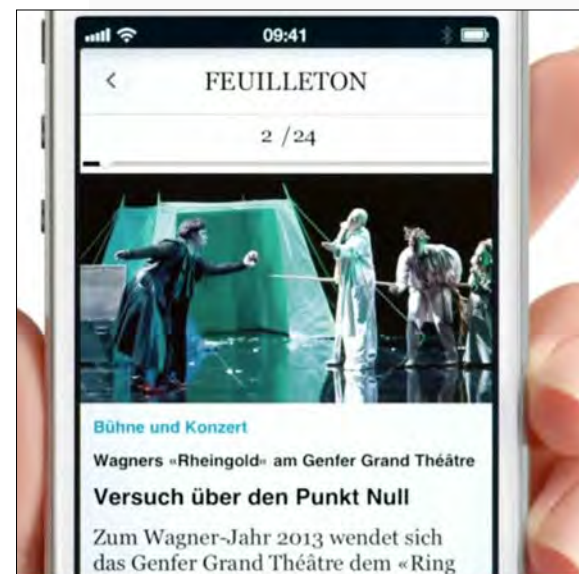 09:41
FEUILLETON
2 /24
Bühne und Konzert
Wagners «Rheingold» am Genfer Grand Théâtre
Versuch über den Punkt Null
Zum Wagner-Jahr 2013 wendet sich
das Genfer Grand Théâtre dem «Ring